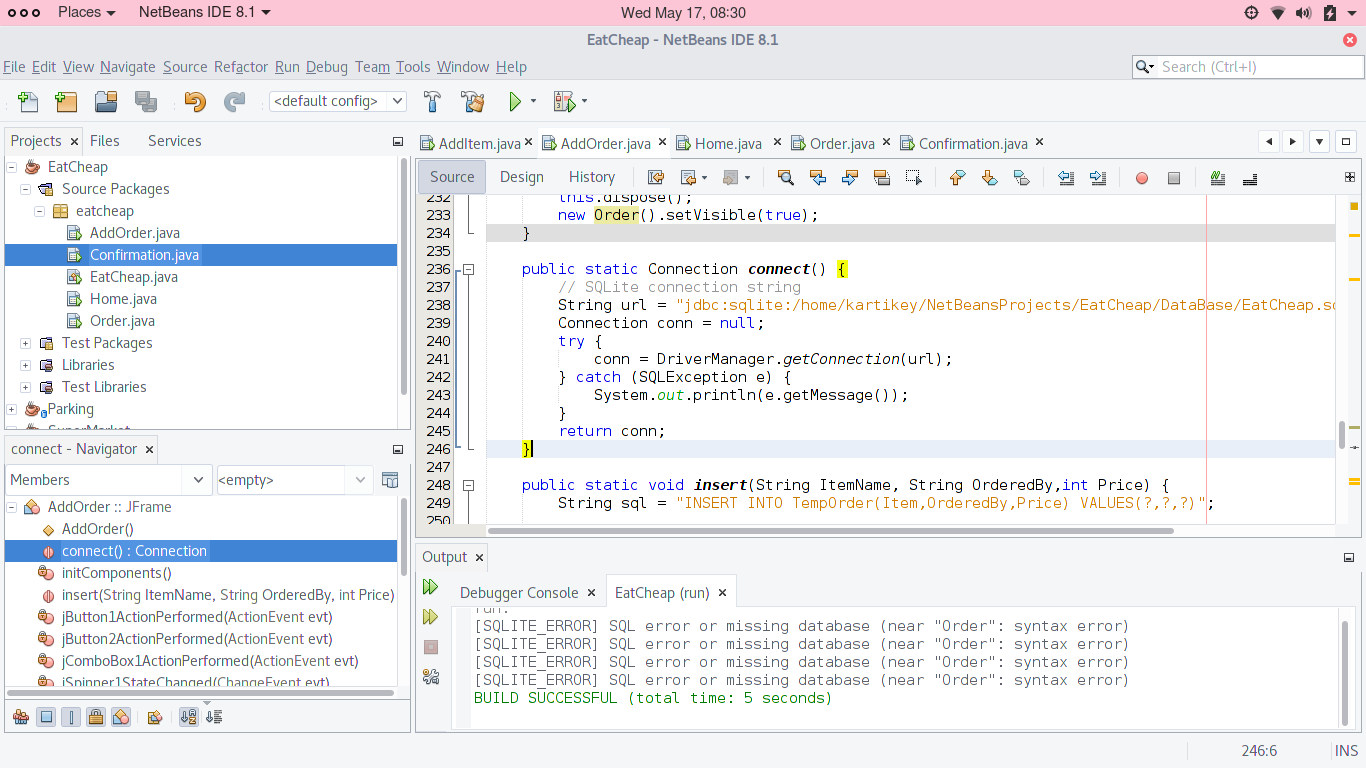 Places
NetBeans IDE 8.1
Wed May 17, 08:30
EatCheap - NetBeans IDE 8.1
File Edit View Navigate Source Refactor Run Debug Team Tools Window Help
Search (Ctrl+I)
<default config>
Projects
Files
Services
EatCheap
Source Packages
eatcheap
AddOrder.java
Confirmation.java
EatCheap.java
Home.java
Order.java
Test Packages
Libraries
Test Libraries
Parking
SuperMarket
connect - Navigator
Members
<empty>
AddOrder :: JFrame
AddOrder()
connect() : Connection
initComponents()
insert(String ItemName, String OrderedBy, int Price)
jButton1ActionPerformed(ActionEvent evt)
jButton2ActionPerformed(ActionEvent evt)
jComboBox1ActionPerformed(ActionEvent evt)
jSpinner1StateChanged(ChangeEvent evt)
AddItem.java
AddOrder.java
Home.java
Order.java
Confirmation.java
Source
Design
History
232 this.dispose();
233 new Order().setVisible(true);
234 }
235
236 public static Connection connect() {
237 // SQLite connection string
238 String url = "jdbc:sqlite:/home/kartikey/NetBeansProjects/EatCheap/DataBase/EatCheap.sq
239 Connection conn = null;
240 try {
241 conn = DriverManager.getConnection(url);
242 } catch (SQLException e) {
243 System.out.println(e.getMessage());
244 }
245 return conn;
246 }
247
248 public static void insert(String ItemName, String OrderedBy,int Price) {
249 String sql = "INSERT INTO TempOrder(Item,OrderedBy,Price) VALUES(?,?,?)";
250
Output
Debugger Console
EatCheap (run)
run:
[SQLITE_ERROR] SQL error or missing database (near "Order": syntax error)
[SQLITE_ERROR] SQL error or missing database (near "Order": syntax error)
[SQLITE_ERROR] SQL error or missing database (near "Order": syntax error)
[SQLITE_ERROR] SQL error or missing database (near "Order": syntax error)
BUILD SUCCESSFUL (total time: 5 seconds)
246:6
INS